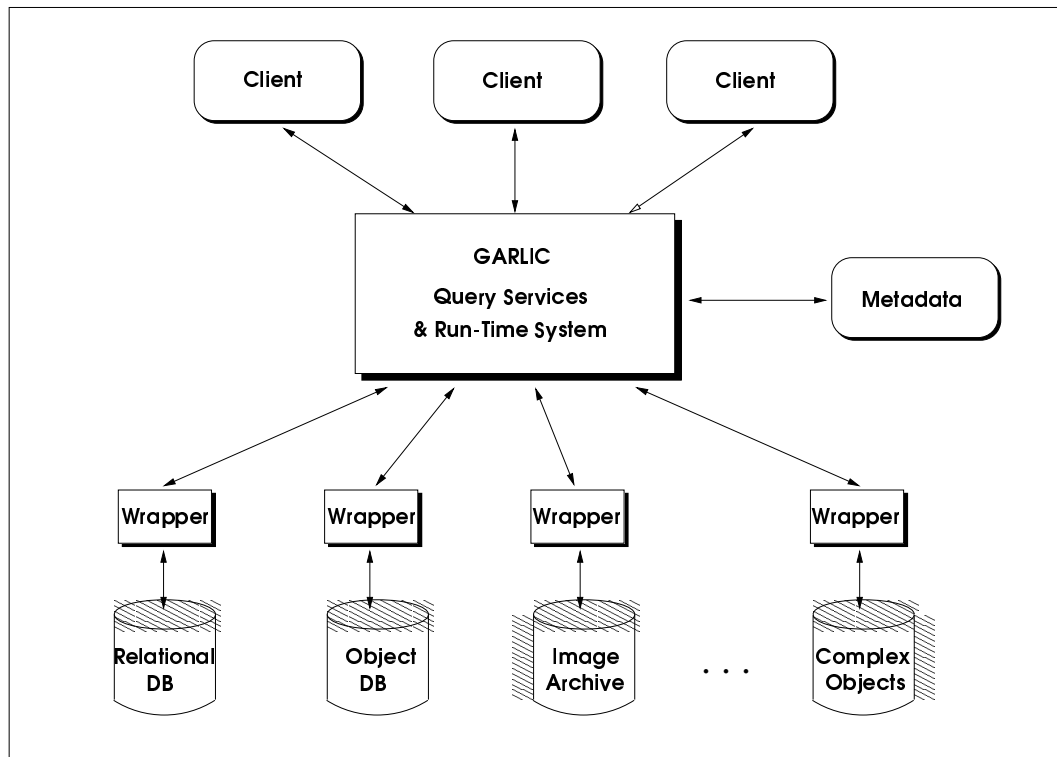 Client
Client
Client
GARLIC
Query Services
& Run-Time System
Metadata
Wrapper
Wrapper
Wrapper
Wrapper
Relational
DB
Object
DB
Image
Archive
. . .
Complex
Objects